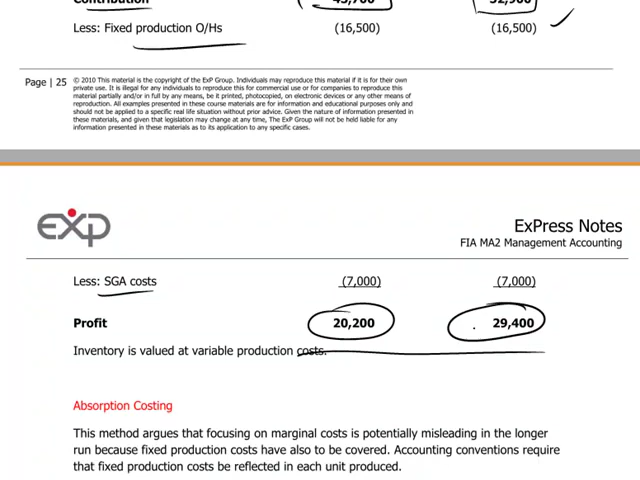 Contribution
Less: Fixed production O/Hs (16,500) (16,500)
Page | 25 © 2010 This material is the copyright of the ExP Group. Individuals may reproduce this material if it is for their own
private use. It is illegal for any individuals to reproduce this for commercial use or for companies to reproduce this
material partially and/or in full by any means, be it printed, photocopied, on electronic devices or any other means of
reproduction. All examples presented in these course materials are for information and educational purposes only and
should not be applied to a specific real life situation without prior advice. Given the nature of information presented in
these materials, and given that legislation may change at any time, The ExP Group will not be held liable for any
information presented in these materials as to its application to any specific cases.
exp
ExPress Notes
FIA MA2 Management Accounting
Less: SGA costs (7,000) (7,000)
Profit 20,200 29,400
Inventory is valued at variable production costs.
Absorption Costing
This method argues that focusing on marginal costs is potentially misleading in the longer
run because fixed production costs have also to be covered. Accounting conventions require
that fixed production costs be reflected in each unit produced.